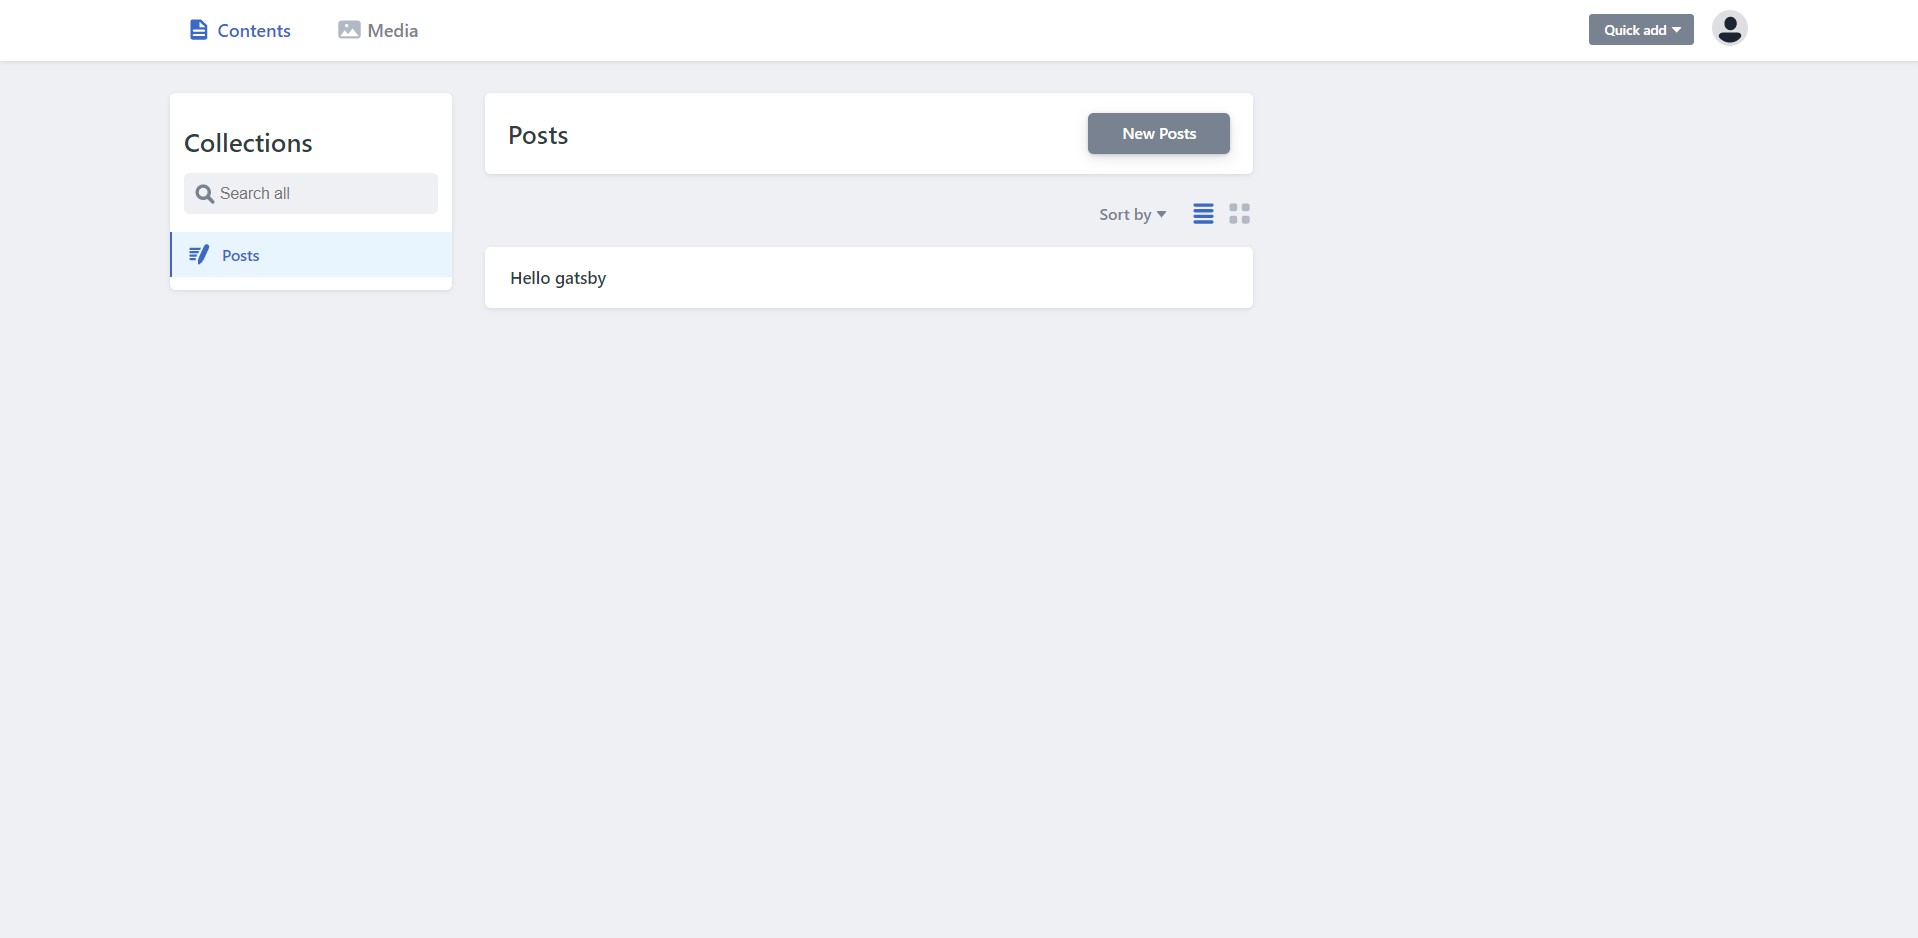 Contents
Media
Quick add
Collections
Search all
Posts
Posts
New Posts
Sort by
Hello gatsby